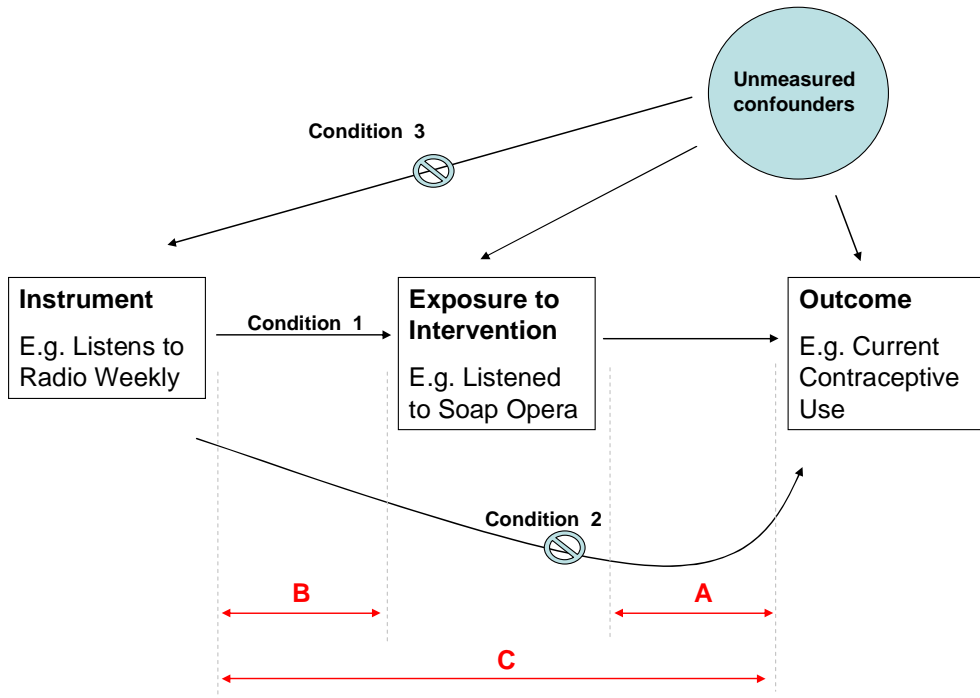 Unmeasured
confounders
Condition 3
Instrument
E.g. Listens to
Radio Weekly
Condition 1
Exposure to
Intervention
E.g. Listened
to Soap Opera
Outcome
E.g. Current
Contraceptive
Use
Condition 2
B
A
C